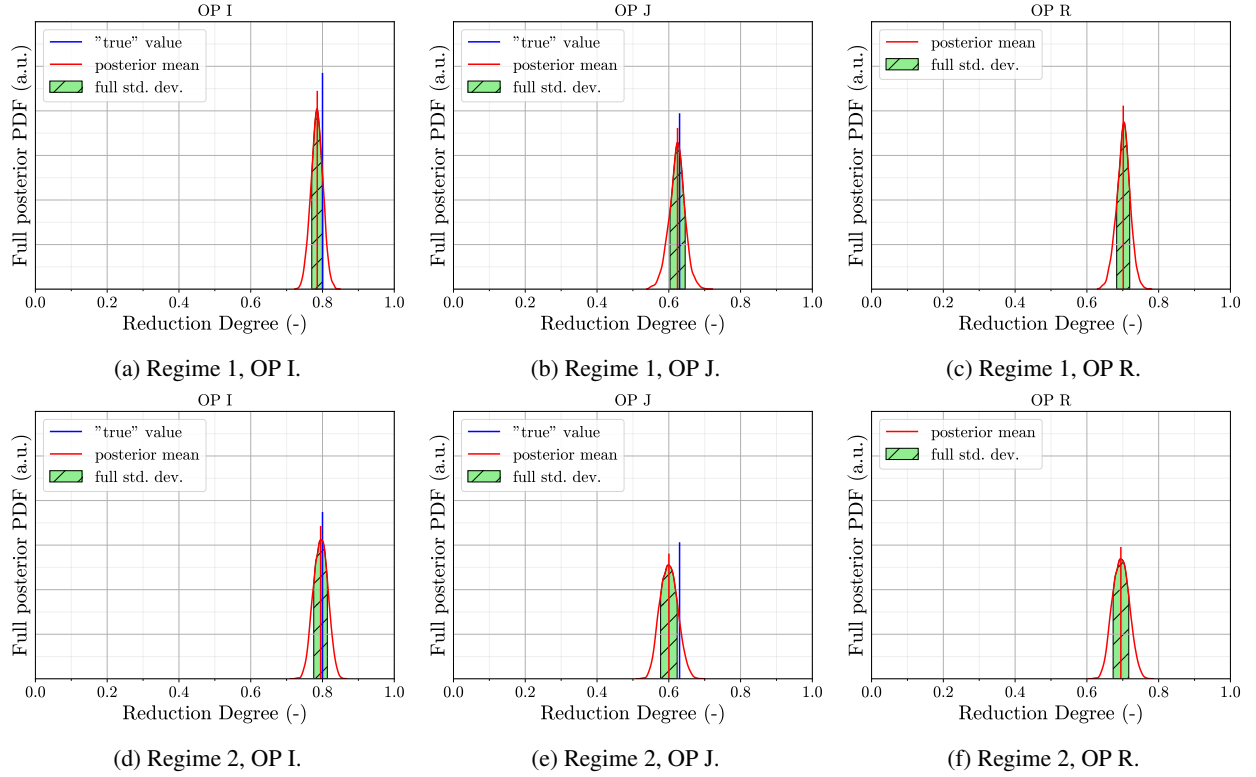 OP I
Full posterior PDF (a.u.)
"true" value
posterior mean
full std. dev.
0.0 0.2 0.4 0.6 0.8 1.0
Reduction Degree (-)
(a) Regime 1, OP I.
OP J
Full posterior PDF (a.u.)
"true" value
posterior mean
full std. dev.
0.0 0.2 0.4 0.6 0.8 1.0
Reduction Degree (-)
(b) Regime 1, OP J.
OP R
Full posterior PDF (a.u.)
posterior mean
full std. dev.
0.0 0.2 0.4 0.6 0.8 1.0
Reduction Degree (-)
(c) Regime 1, OP R.
OP I
Full posterior PDF (a.u.)
"true" value
posterior mean
full std. dev.
0.0 0.2 0.4 0.6 0.8 1.0
Reduction Degree (-)
(d) Regime 2, OP I.
OP J
Full posterior PDF (a.u.)
"true" value
posterior mean
full std. dev.
0.0 0.2 0.4 0.6 0.8 1.0
Reduction Degree (-)
(e) Regime 2, OP J.
OP R
Full posterior PDF (a.u.)
posterior mean
full std. dev.
0.0 0.2 0.4 0.6 0.8 1.0
Reduction Degree (-)
(f) Regime 2, OP R.